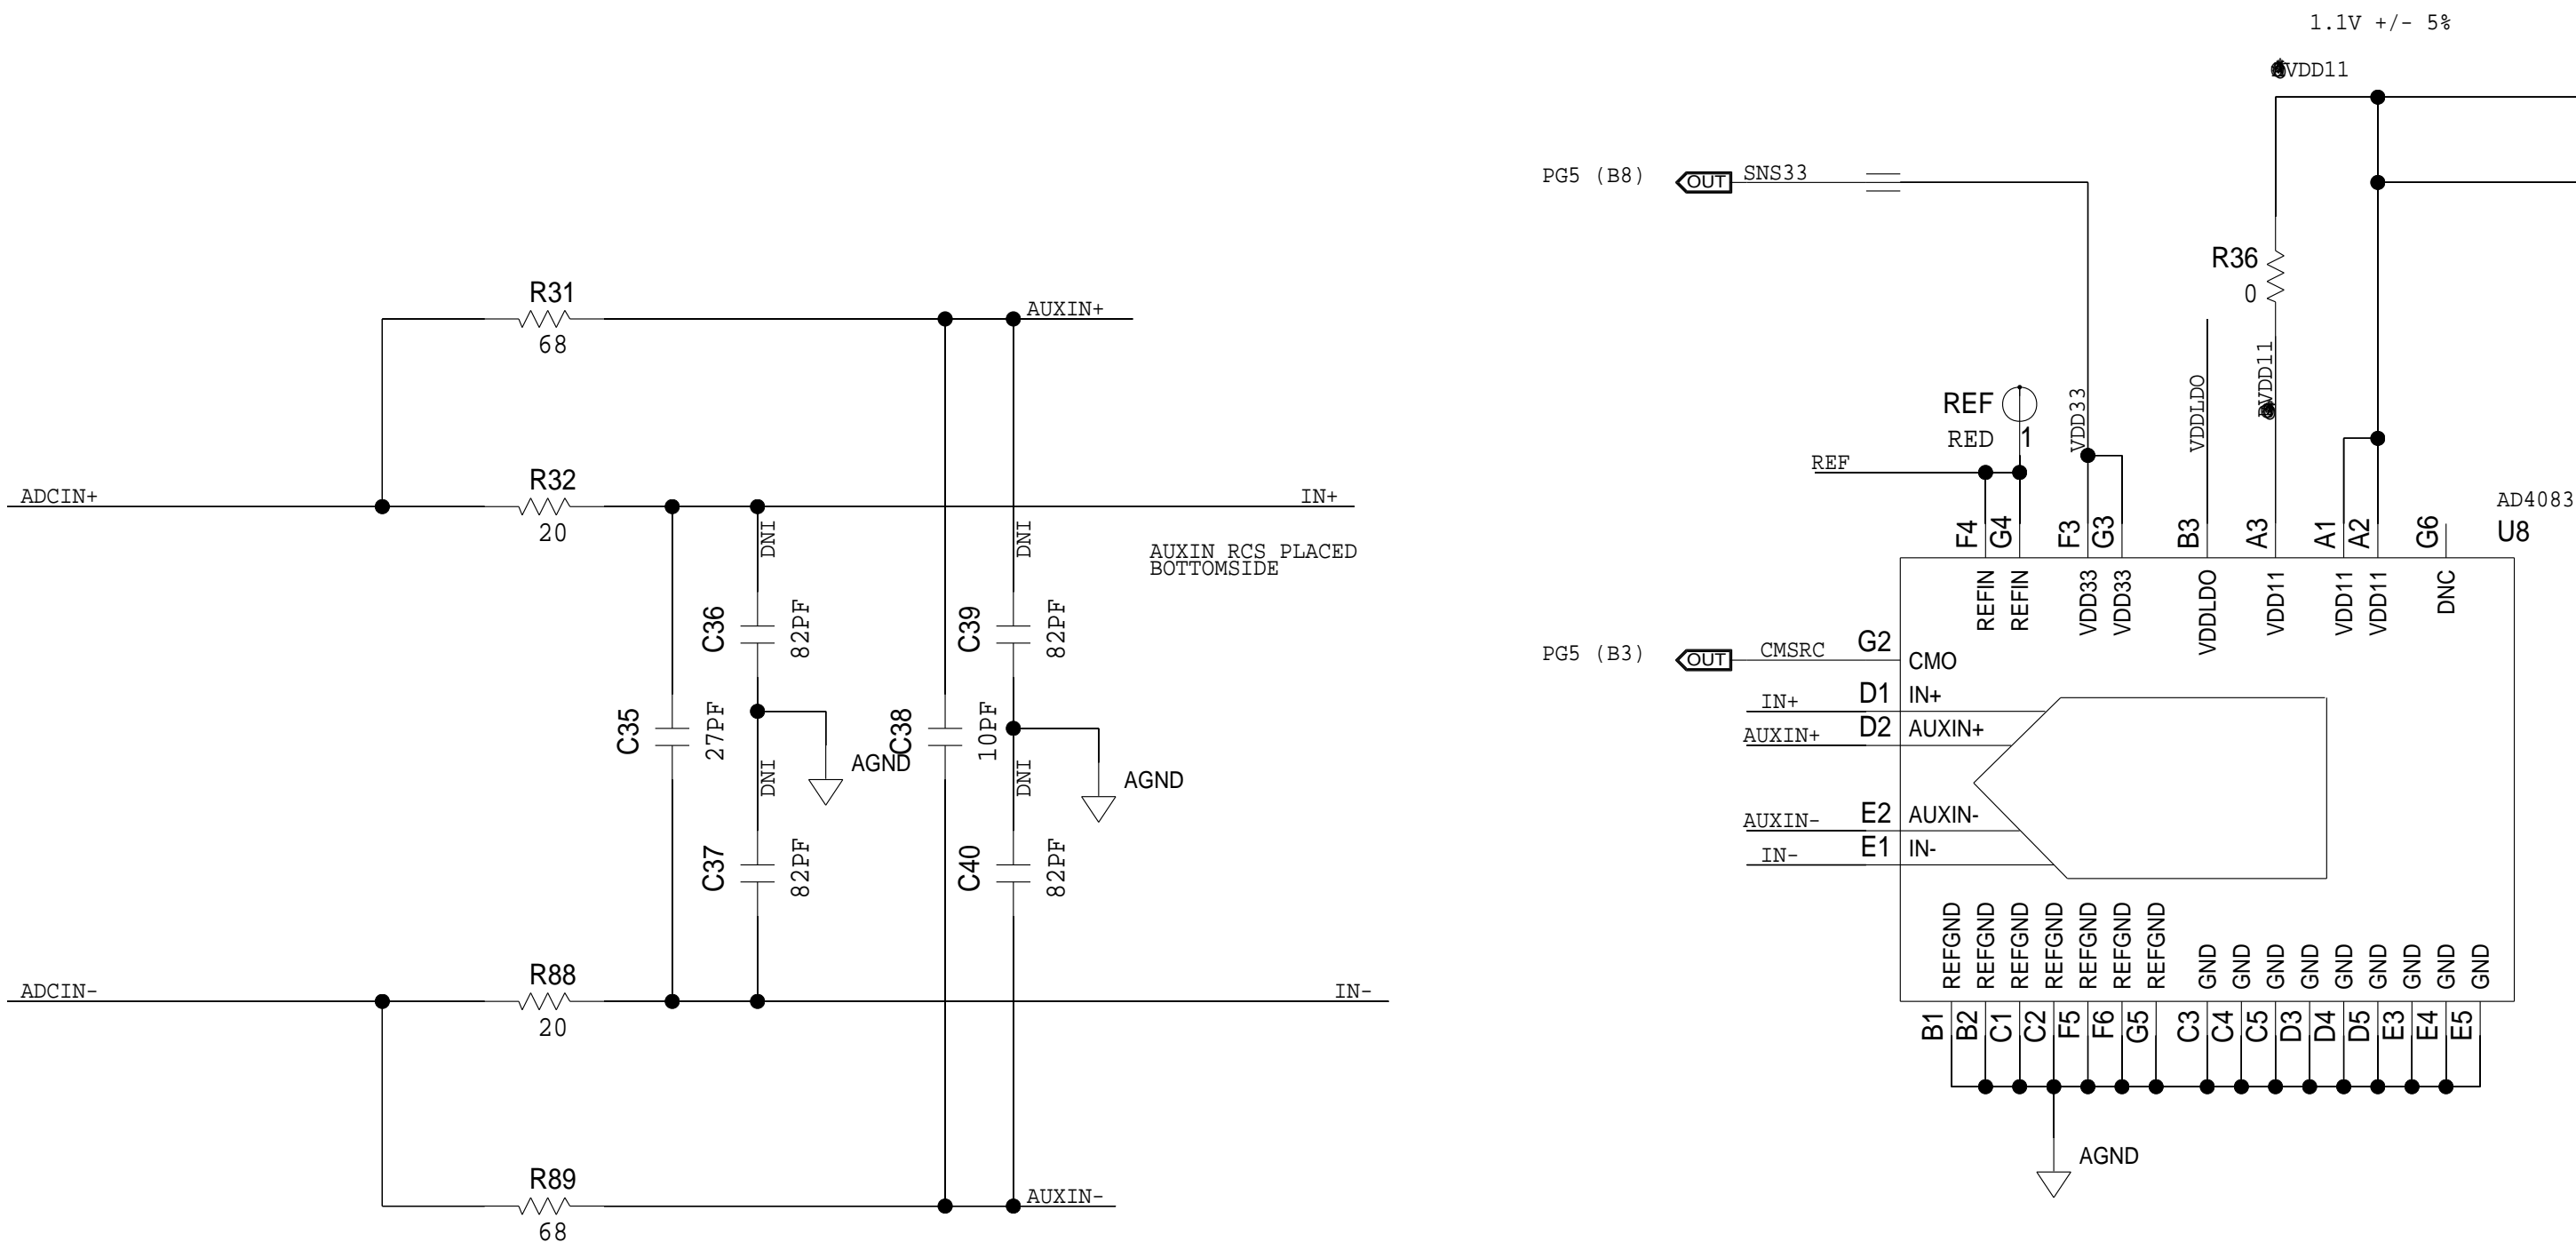 1.1V +/- 5%
VDD11
PG5 (B8)
OUT
SNS33
R36
0
VDD11
R31
68
AUXIN+
REF
RED
1
VDD33
VDDLDO
REF
ADCIN+
R32
20
IN+
AUXIN RCS PLACED
BOTTOMSIDE
DNI
DNI
C36
82PF
C39
82PF
C35
27PF
C38
10PF
AGND
AGND
DNI
DNI
C37
82PF
C40
82PF
ADCIN-
R88
20
IN-
R89
68
AUXIN-
AD4083
U8
F4
G4
F3
G3
B3
A3
A1
A2
G6
REFIN
REFIN
VDD33
VDD33
VDDLDO
VDD11
VDD11
VDD11
DNC
PG5 (B3)
OUT
CMSRC
G2
CMO
IN+
D1
IN+
AUXIN+
D2
AUXIN+
AUXIN-
E2
AUXIN-
IN-
E1
IN-
REFGND
REFGND
REFGND
REFGND
REFGND
REFGND
REFGND
GND
GND
GND
GND
GND
GND
GND
GND
GND
B1
B2
C1
C2
F5
F6
G5
C3
C4
C5
D3
D4
D5
E3
E4
E5
AGND